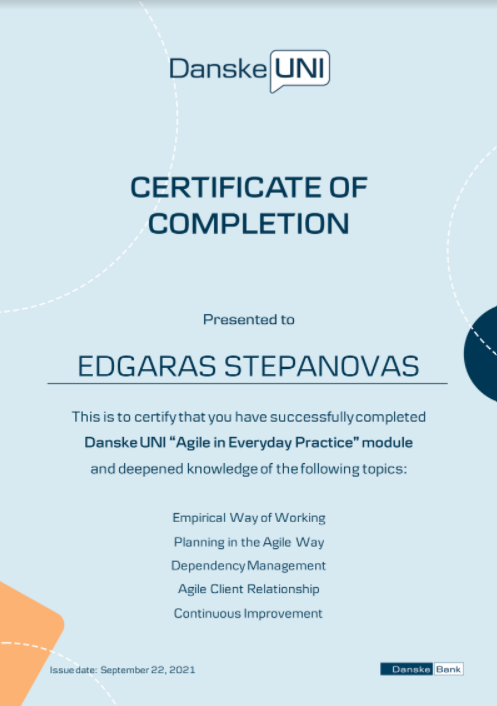 Danske UNI
CERTIFICATE OF
COMPLETION
Presented to
EDGARAS STEPANOVAS
This is to certify that you have successfully completed
Danske UNI “Agile in Everyday Practice” module
and deepened knowledge of the following topics:
Empirical Way of Working
Planning in the Agile Way
Dependency Management
Agile Client Relationship
Continuous Improvement
Issue date: September 22, 2021
Danske Bank